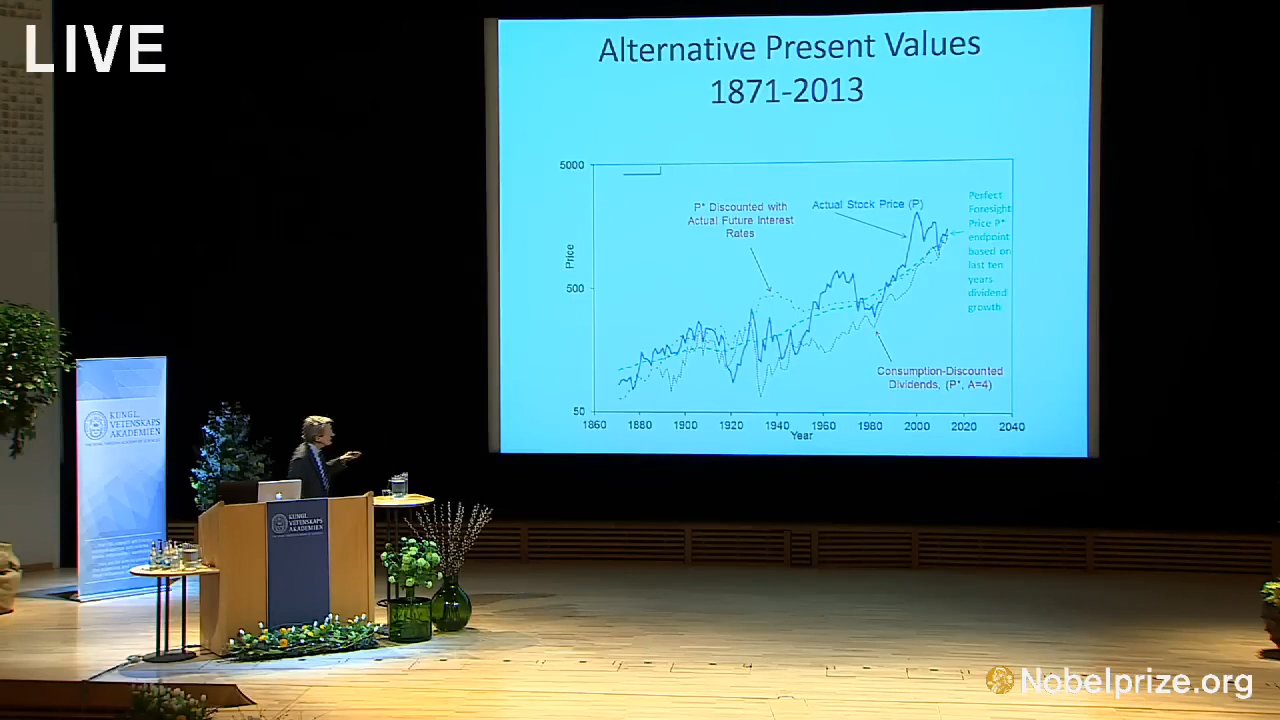 LIVE
Alternative Present Values
1871-2013
5000
500
50
Price
P* Discounted with
Actual Future Interest
Rates
Actual Stock Price (P)
Perfect
Foresight
Price P*
endpoint
based on
last ten
years
dividend
growth
Consumption-Discounted
Dividends, (P*, A=4)
1860 1880 1900 1920 1940 1960 1980 2000 2020 2040
Year
KUNGL.
VETENSKAPS
AKADEMIEN
KUNGL.
VETENSKAPS
AKADEMIEN
Nobelprize.org